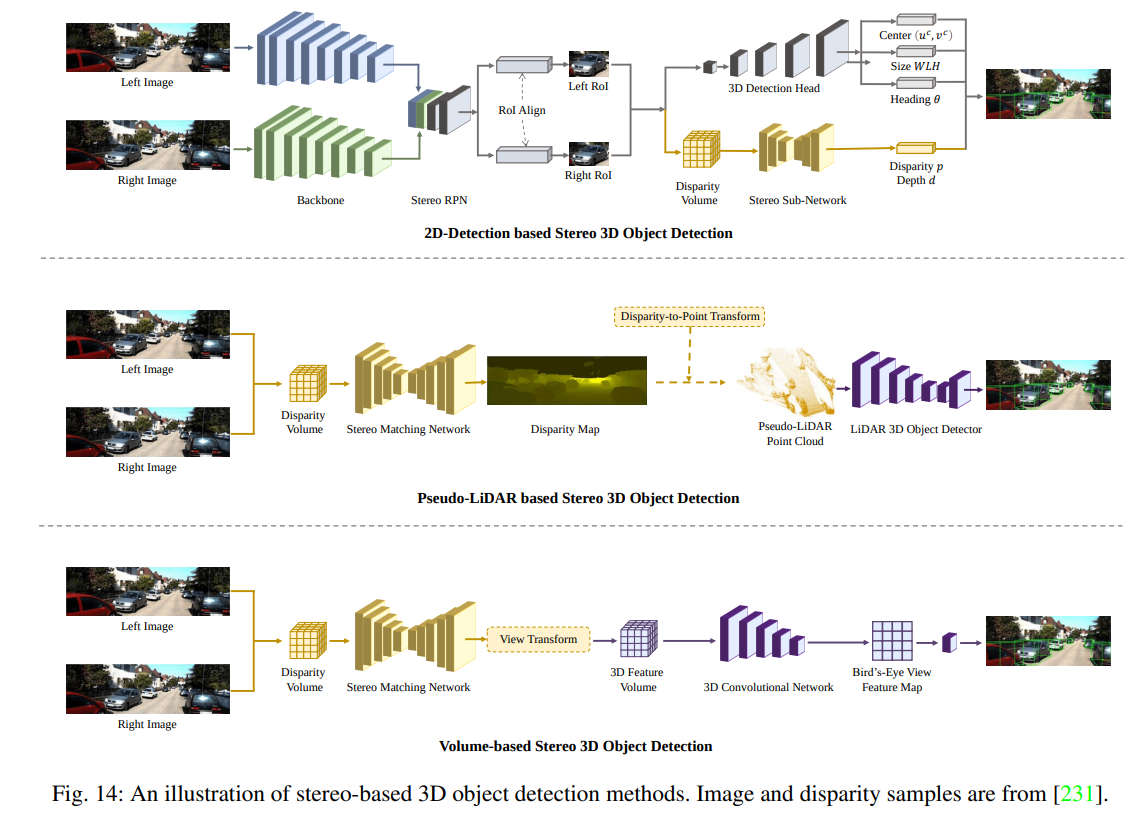 Left Image
Right Image
Backbone
Stereo RPN
RoI Align
Left RoI
Right RoI
3D Detection Head
Center (u^c, v^c)
Size WLH
Heading θ
Disparity
Volume
Stereo Sub-Network
Disparity p
Depth d
2D-Detection based Stereo 3D Object Detection
Left Image
Right Image
Disparity
Volume
Stereo Matching Network
Disparity Map
Disparity-to-Point Transform
Pseudo-LiDAR
Point Cloud
LiDAR 3D Object Detector
Pseudo-LiDAR based Stereo 3D Object Detection
Left Image
Right Image
Disparity
Volume
Stereo Matching Network
View Transform
3D Feature
Volume
3D Convolutional Network
Bird's-Eye View
Feature Map
Volume-based Stereo 3D Object Detection
Fig. 14: An illustration of stereo-based 3D object detection methods. Image and disparity samples are from [231].